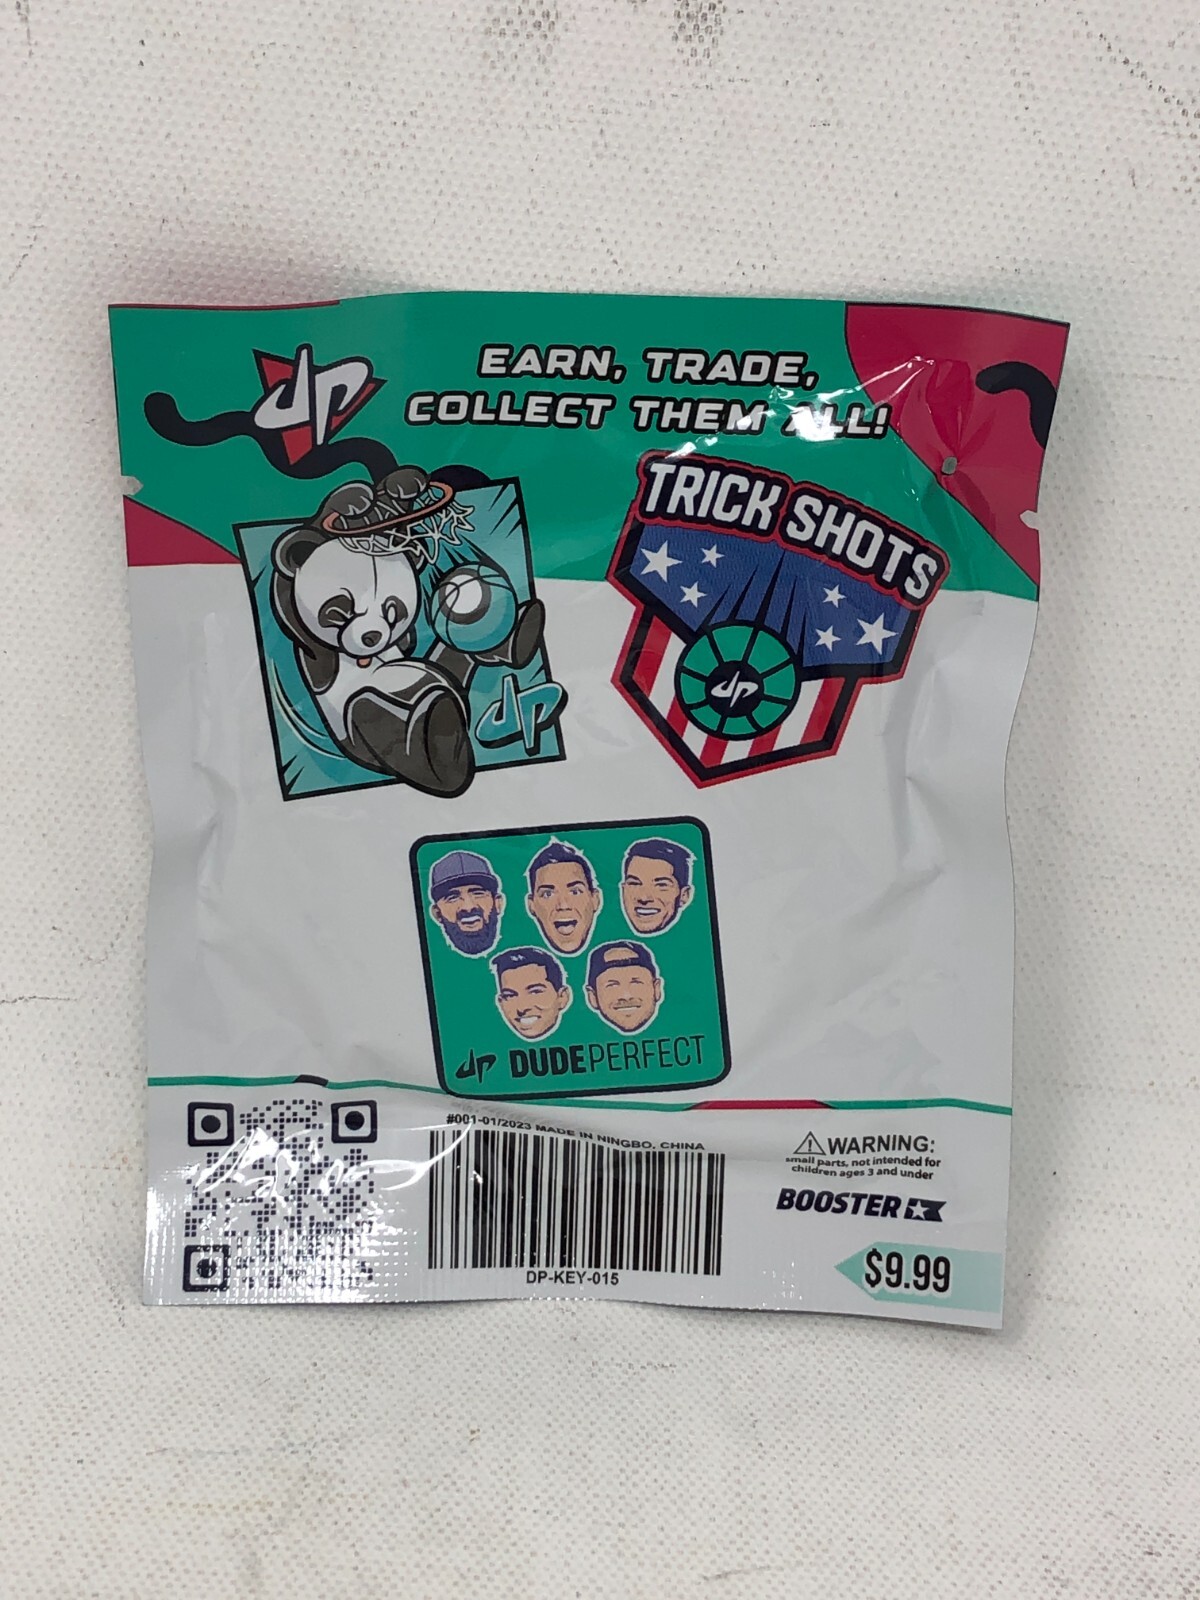 dp
EARN, TRADE,
COLLECT THEM ALL!
TRICK SHOTS
dp
dp
dp DUDEPERFECT
#001-01/2023 MADE IN NINGBO, CHINA
DP-KEY-015
WARNING:
small parts, not intended for
children ages 3 and under
BOOSTER
$9.99